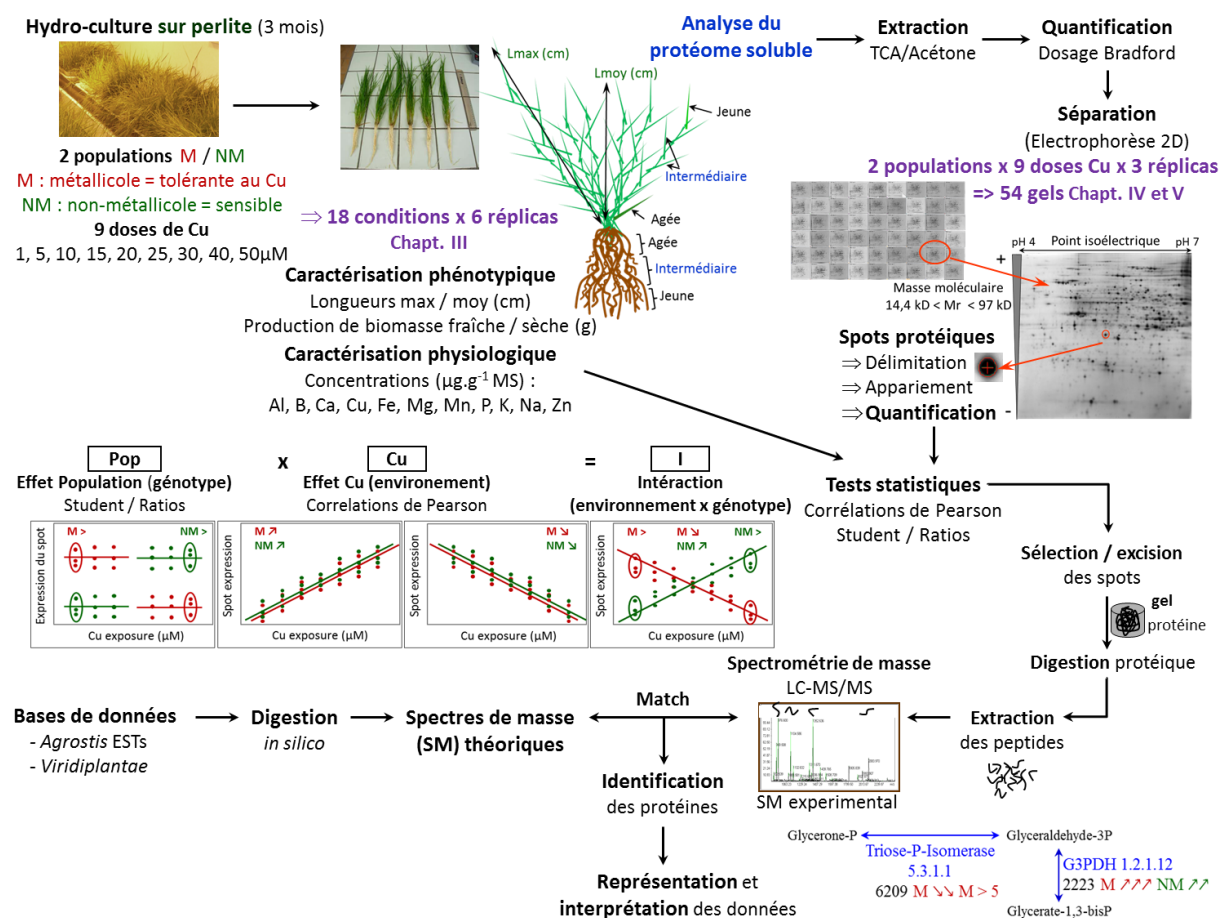 Hydro-culture sur perlite (3 mois)
2 populations M / NM
M : métallicole = tolérante au Cu
NM : non-métallicole = sensible
9 doses de Cu
1, 5, 10, 15, 20, 25, 30, 40, 50µM
⇒ 18 conditions x 6 réplicas
Chapt. III
Lmax (cm)
Lmoy (cm)
Jeune
Intermédiaire
Agée
Agée
Intermédiaire
Jeune
Caractérisation phénotypique
Longueurs max / moy (cm)
Production de biomasse fraîche / sèche (g)
Caractérisation physiologique
Concentrations (µg.g-1 MS) :
Al, B, Ca, Cu, Fe, Mg, Mn, P, K, Na, Zn
Analyse du
protéome soluble
Extraction
TCA/Acétone
Quantification
Dosage Bradford
Séparation
(Electrophorèse 2D)
2 populations x 9 doses Cu x 3 réplicas
=> 54 gels Chapt. IV et V
pH 4
Point isoélectrique
pH 7
+
Masse moléculaire
14,4 kD < Mr < 97 kD
-
Spots protéiques
⇒ Délimitation
⇒ Appariement
⇒ Quantification
Pop
x
Cu
=
I
Effet Population (génotype)
Student / Ratios
Effet Cu (environement)
Correlations de Pearson
Intéraction
(environnement x génotype)
Expression du spot
M >
NM >
Cu exposure (µM)
Spot expression
M ↗
NM ↗
Cu exposure (µM)
Spot expression
M ↘
NM ↘
Cu exposure (µM)
Spot expression
M >
M ↘
NM ↗
NM >
Cu exposure (µM)
Tests statistiques
Corrélations de Pearson
Student / Ratios
Sélection / excision
des spots
gel
protéine
Digestion protéique
Extraction
des peptides
Spectrométrie de masse
LC-MS/MS
SM experimental
Match
Bases de données
- Agrostis ESTs
- Viridiplantae
Digestion
in silico
Spectres de masse
(SM) théoriques
Identification
des protéines
Représentation et
interprétation des données
Glycerone-P
Glyceraldehyde-3P
Triose-P-Isomerase
5.3.1.1
6209 M ↘↘ M > 5
G3PDH 1.2.1.12
2223 M ↗↗↗ NM ↗↗
Glycerate-1,3-bisP